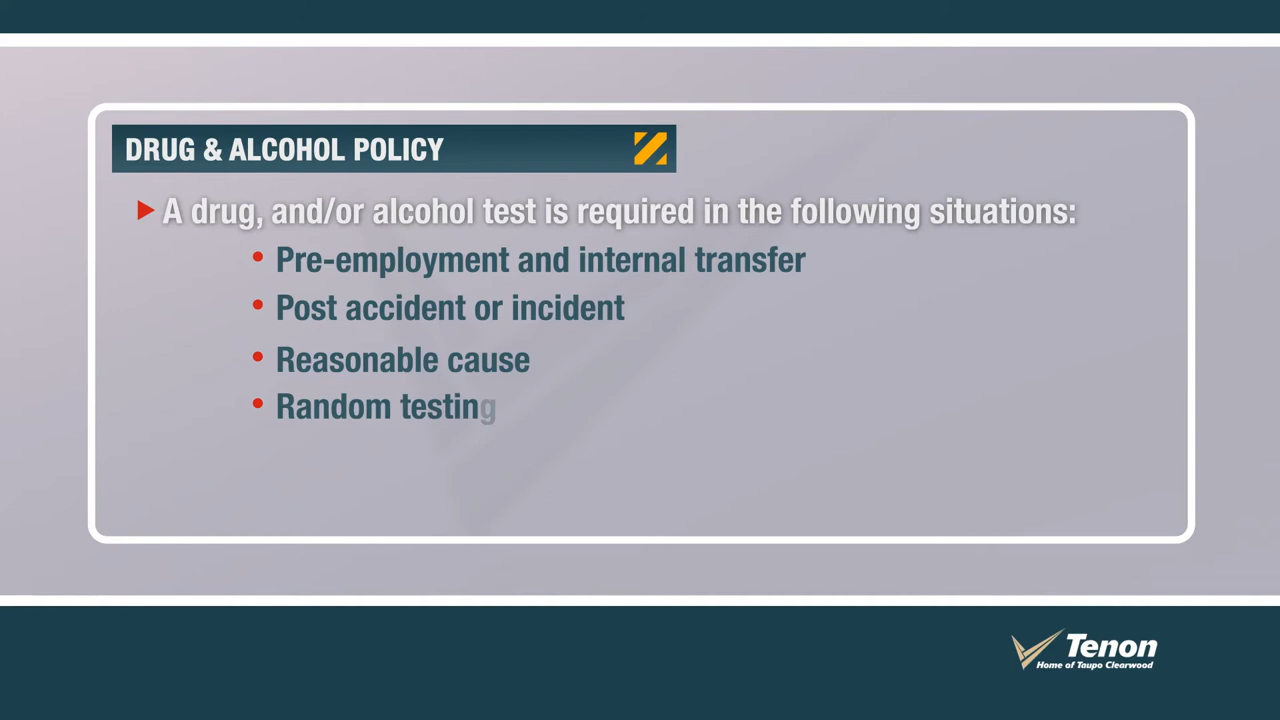 DRUG & ALCOHOL POLICY
A drug, and/or alcohol test is required in the following situations:
Pre-employment and internal transfer
Post accident or incident
Reasonable cause
Random testing
Tenon
Home of Taupo Clearwood